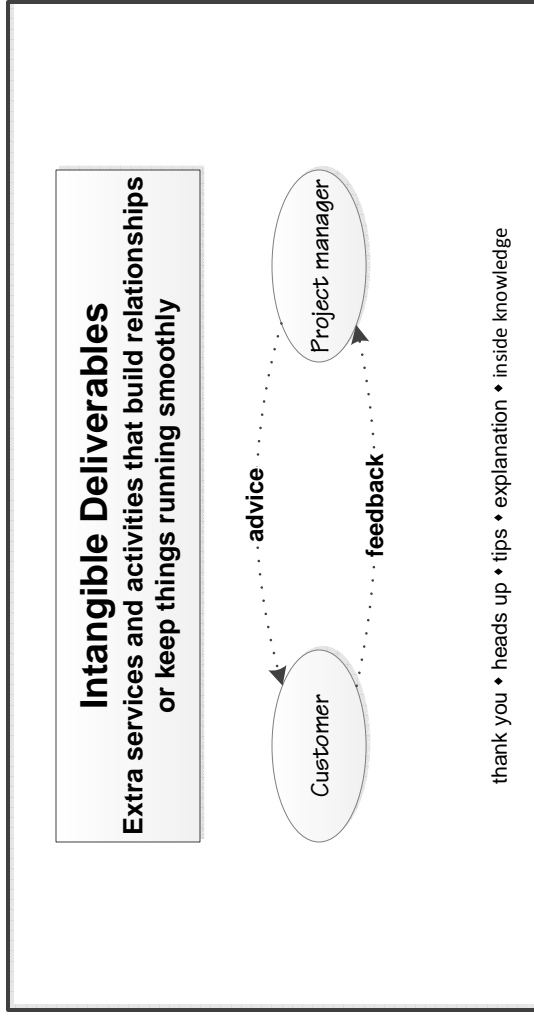 Intangible Deliverables
Extra services and activities that build relationships
or keep things running smoothly
advice
Customer
Project manager
feedback
thank you ◆ heads up ◆ tips ◆ explanation ◆ inside knowledge